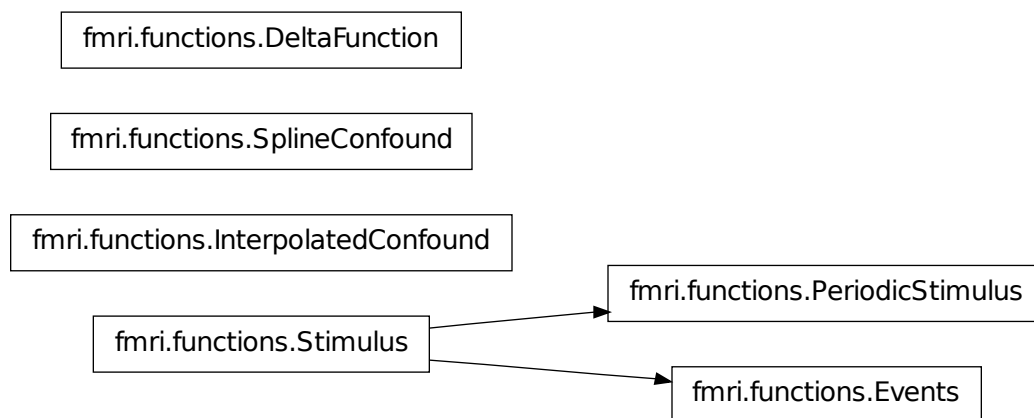 fmri.functions.DeltaFunction
fmri.functions.SplineConfound
fmri.functions.InterpolatedConfound
fmri.functions.PeriodicStimulus
fmri.functions.Stimulus
fmri.functions.Events